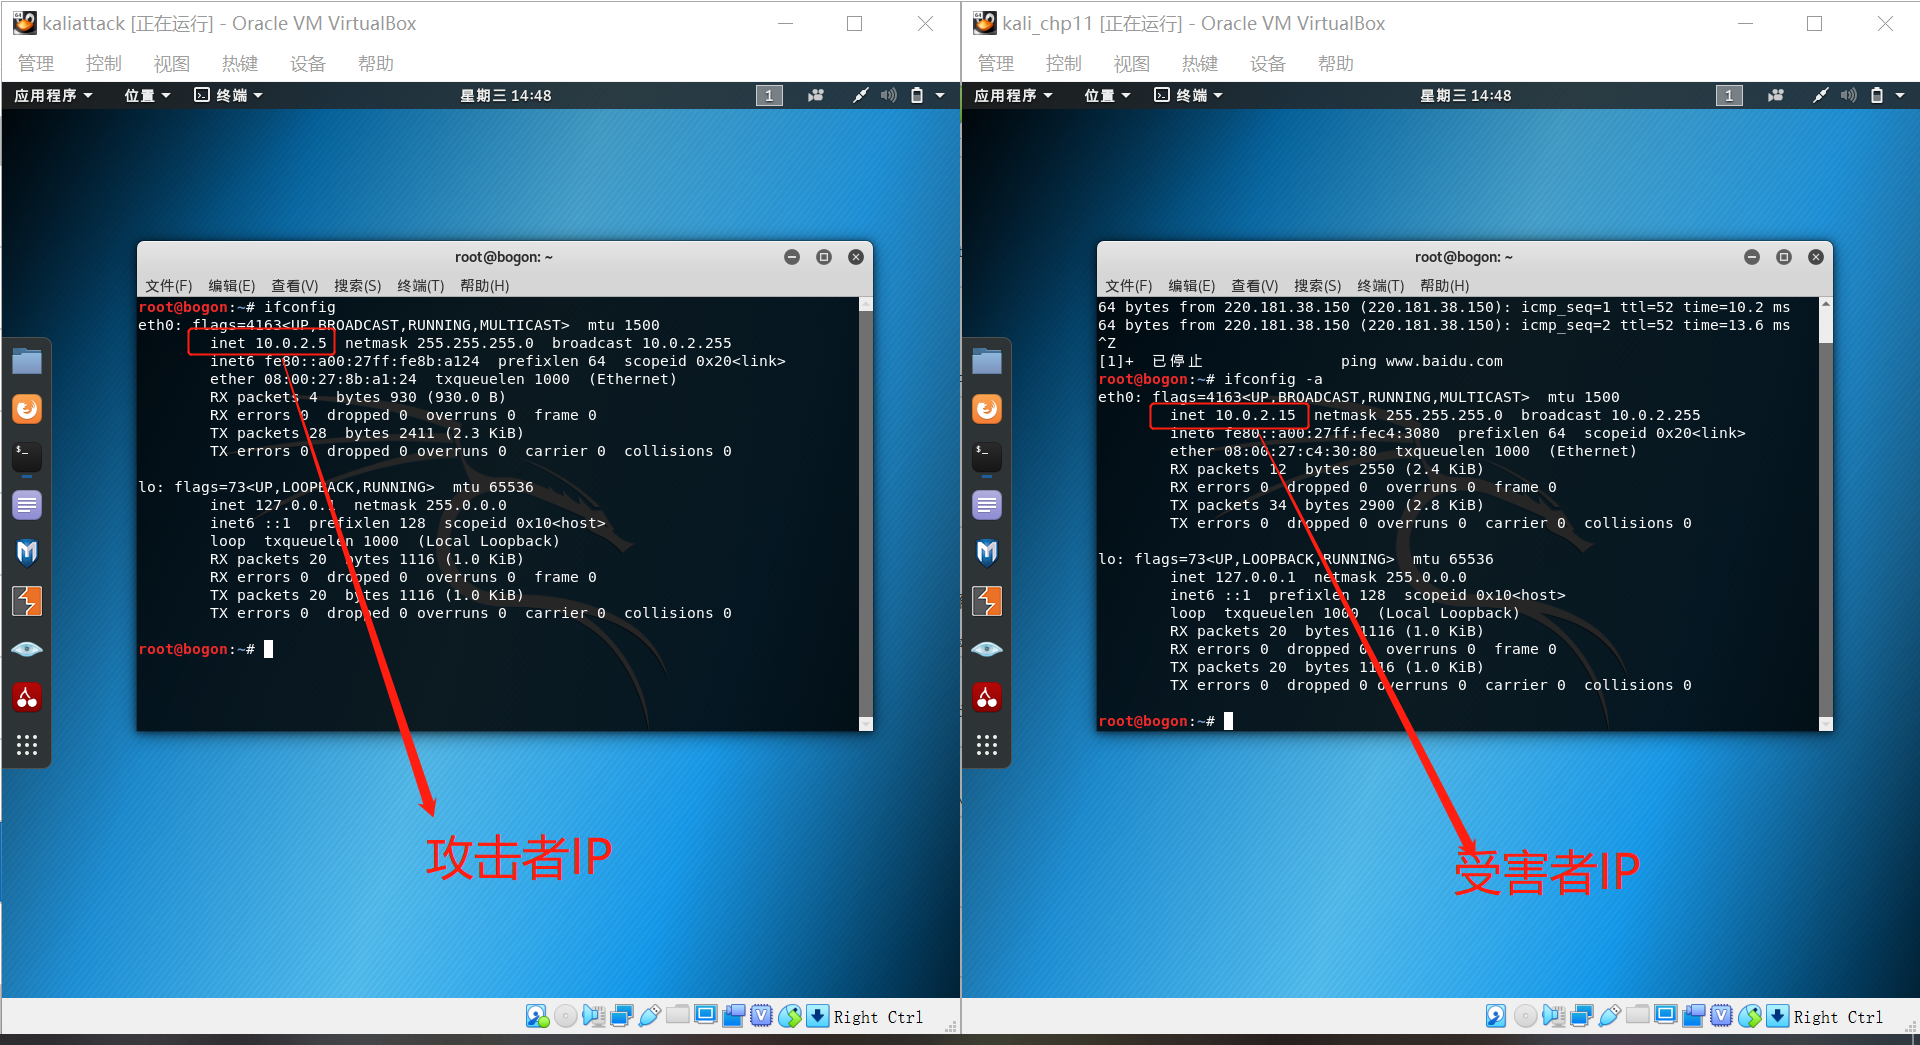 kaliattack [正在运行] - Oracle VM VirtualBox
管理 控制 视图 热键 设备 帮助
应用程序 位置 终端 星期三 14:48 1
root@bogon: ~
文件(F) 编辑(E) 查看(V) 搜索(S) 终端(T) 帮助(H)
root@bogon:~# ifconfig
eth0: flags=4163<UP,BROADCAST,RUNNING,MULTICAST>  mtu 1500
inet 10.0.2.5  netmask 255.255.255.0  broadcast 10.0.2.255
inet6 fe80::a00:27ff:fe8b:a124  prefixlen 64  scopeid 0x20<link>
ether 08:00:27:8b:a1:24  txqueuelen 1000  (Ethernet)
RX packets 4  bytes 930 (930.0 B)
RX errors 0  dropped 0  overruns 0  frame 0
TX packets 28  bytes 2411 (2.3 KiB)
TX errors 0  dropped 0 overruns 0  carrier 0  collisions 0
lo: flags=73<UP,LOOPBACK,RUNNING>  mtu 65536
inet 127.0.0.1  netmask 255.0.0.0
inet6 ::1  prefixlen 128  scopeid 0x10<host>
loop  txqueuelen 1000  (Local Loopback)
RX packets 20  bytes 1116 (1.0 KiB)
RX errors 0  dropped 0  overruns 0  frame 0
TX packets 20  bytes 1116 (1.0 KiB)
TX errors 0  dropped 0 overruns 0  carrier 0  collisions 0
root@bogon:~#
攻击者IP
Right Ctrl
kali_chp11 [正在运行] - Oracle VM VirtualBox
管理 控制 视图 热键 设备 帮助
应用程序 位置 终端 星期三 14:48 1
root@bogon: ~
文件(F) 编辑(E) 查看(V) 搜索(S) 终端(T) 帮助(H)
64 bytes from 220.181.38.150 (220.181.38.150): icmp_seq=1 ttl=52 time=10.2 ms
64 bytes from 220.181.38.150 (220.181.38.150): icmp_seq=2 ttl=52 time=13.6 ms
^Z
[1]+  已停止               ping www.baidu.com
root@bogon:~# ifconfig -a
eth0: flags=4163<UP,BROADCAST,RUNNING,MULTICAST>  mtu 1500
inet 10.0.2.15  netmask 255.255.255.0  broadcast 10.0.2.255
inet6 fe80::a00:27ff:fec4:3080  prefixlen 64  scopeid 0x20<link>
ether 08:00:27:c4:30:80  txqueuelen 1000  (Ethernet)
RX packets 12  bytes 2550 (2.4 KiB)
RX errors 0  dropped 0  overruns 0  frame 0
TX packets 34  bytes 2900 (2.8 KiB)
TX errors 0  dropped 0 overruns 0  carrier 0  collisions 0
lo: flags=73<UP,LOOPBACK,RUNNING>  mtu 65536
inet 127.0.0.1  netmask 255.0.0.0
inet6 ::1  prefixlen 128  scopeid 0x10<host>
loop  txqueuelen 1000  (Local Loopback)
RX packets 20  bytes 1116 (1.0 KiB)
RX errors 0  dropped 0  overruns 0  frame 0
TX packets 20  bytes 1116 (1.0 KiB)
TX errors 0  dropped 0 overruns 0  carrier 0  collisions 0
root@bogon:~#
受害者IP
Right Ctrl